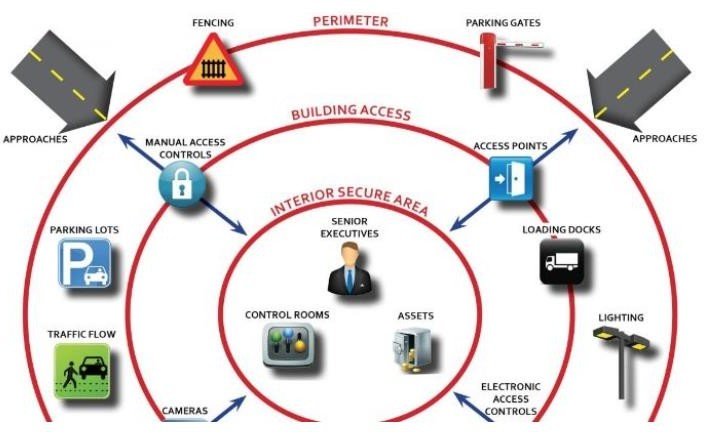 FENCING
PERIMETER
PARKING GATES
BUILDING ACCESS
APPROACHES
MANUAL ACCESS
CONTROLS
ACCESS POINTS
APPROACHES
INTERIOR SECURE AREA
SENIOR
EXECUTIVES
PARKING LOTS
P
LOADING DOCKS
CONTROL ROOMS
ASSETS
LIGHTING
TRAFFIC FLOW
CAMERAS
ELECTRONIC
ACCESS
CONTROLS